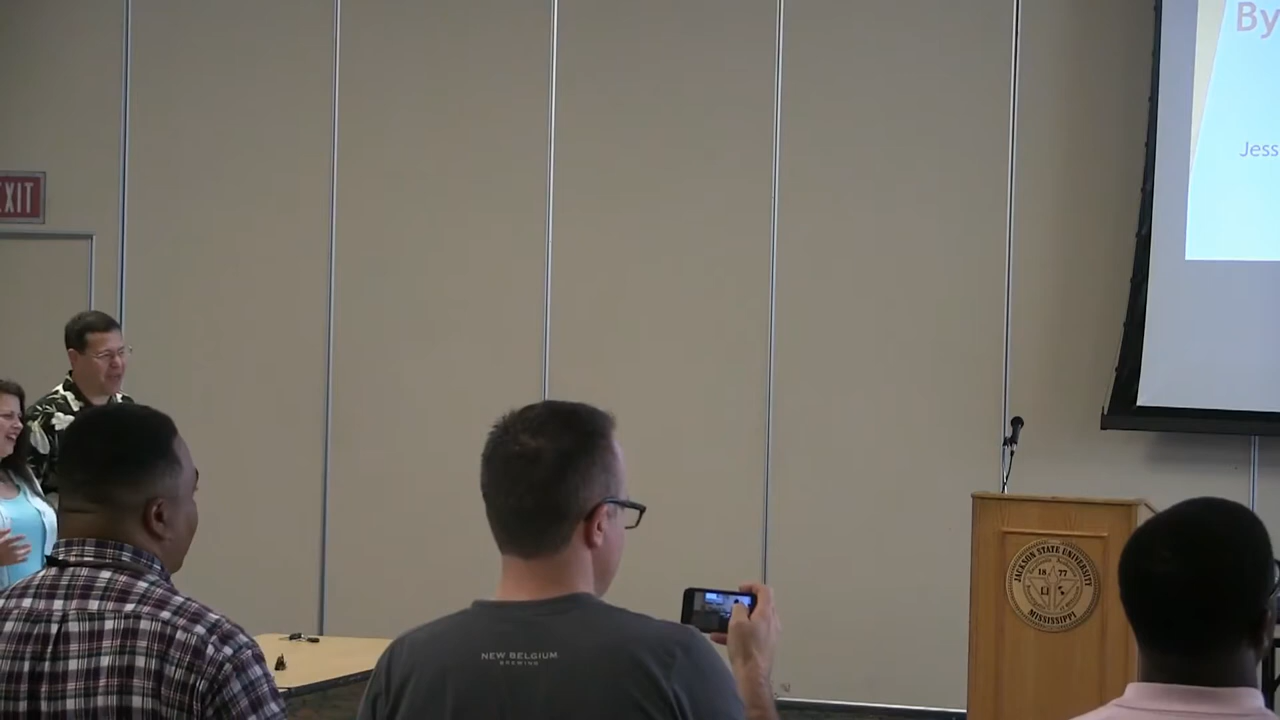 By
Jess
EXIT
JACKSON STATE UNIVERSITY
18 77
MISSISSIPPI
NEW BELGIUM
BREWING